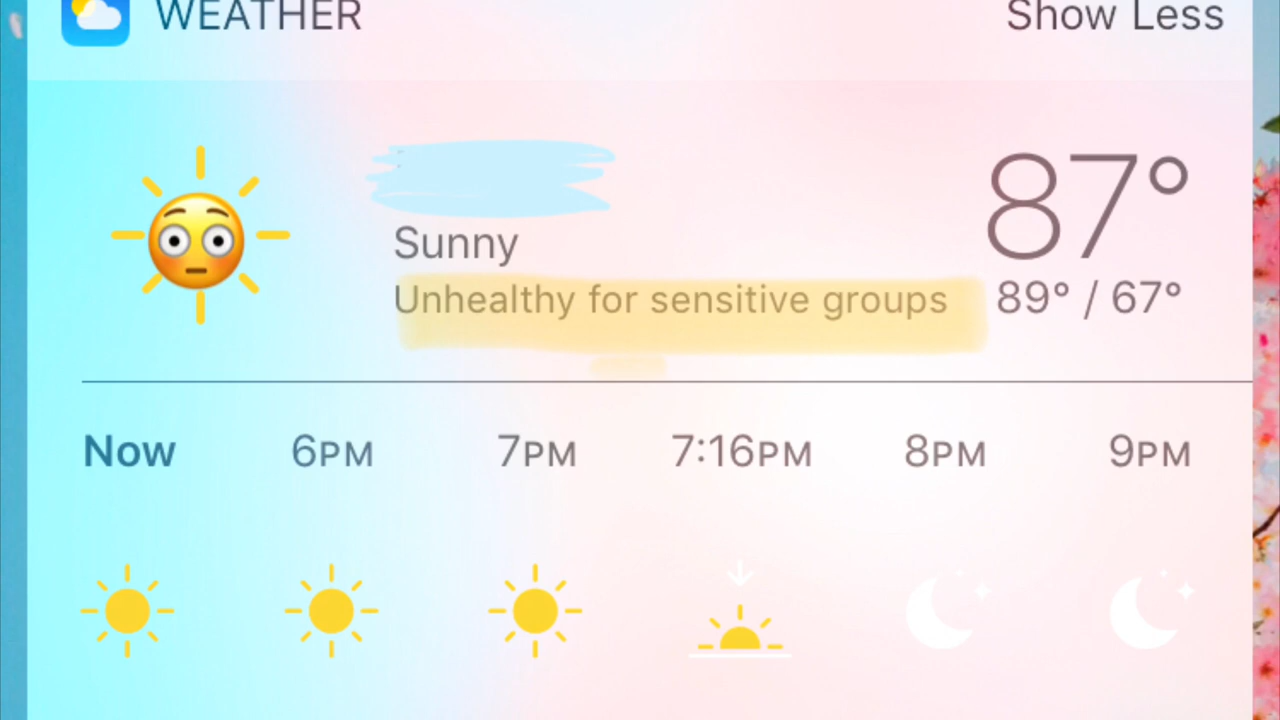 WEATHER
Show Less
87°
Sunny
Unhealthy for sensitive groups
89° / 67°
Now 6PM 7PM 7:16PM 8PM 9PM